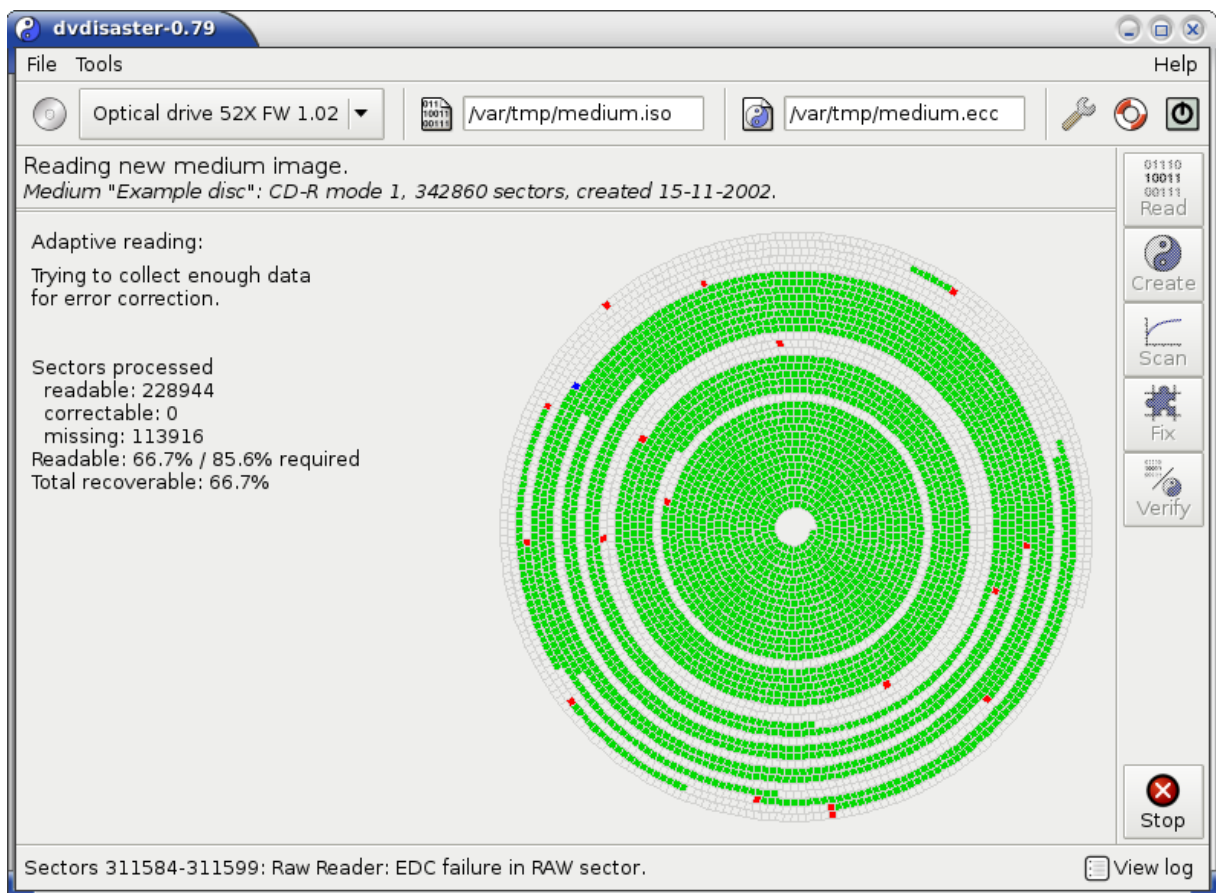 dvdisaster-0.79
File Tools Help
Optical drive 52X FW 1.02 /var/tmp/medium.iso /var/tmp/medium.ecc
Reading new medium image.
Medium "Example disc": CD-R mode 1, 342860 sectors, created 15-11-2002.
Adaptive reading:
Trying to collect enough data
for error correction.
Sectors processed
readable: 228944
correctable: 0
missing: 113916
Readable: 66.7% / 85.6% required
Total recoverable: 66.7%
01110
10011
00111
Read
Create
Scan
Fix
Verify
Stop
Sectors 311584-311599: Raw Reader: EDC failure in RAW sector. View log